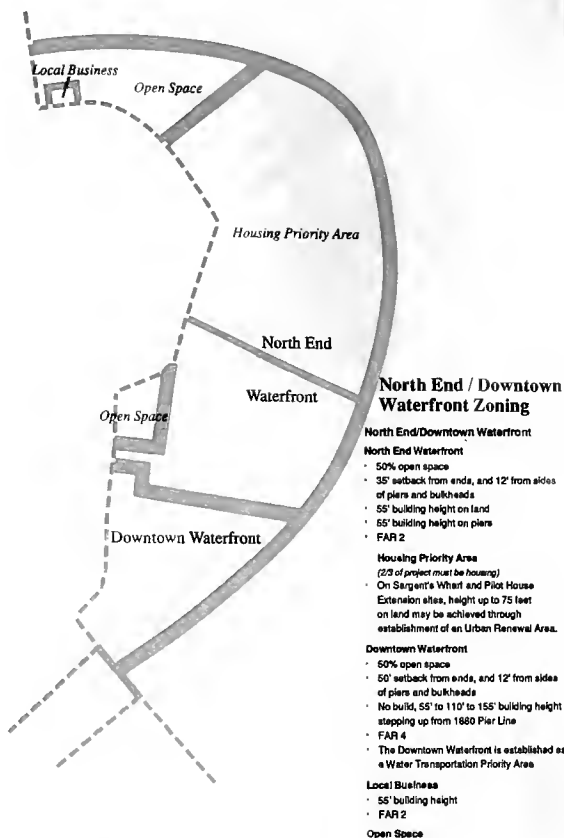 Local Business
Open Space
Housing Priority Area
North End
Waterfront
Open Space
Downtown Waterfront
North End / Downtown
Waterfront Zoning
North End/Downtown Waterfront
North End Waterfront
· 50% open space
· 35' setback from ends, and 12' from sides
of piers and bulkheads
· 55' building height on land
· 55' building height on piers
· FAR 2
Housing Priority Area
(2/3 of project must be housing)
· On Sargent's Wharf and Pilot House
Extension sites, height up to 75 feet
on land may be achieved through
establishment of an Urban Renewal Area.
Downtown Waterfront
· 50% open space
· 50' setback from ends, and 12' from sides
of piers and bulkheads
· No build, 55' to 110' to 155' building height
stepping up from 1880 Pier Line
· FAR 4
· The Downtown Waterfront is established as
a Water Transportation Priority Area
Local Business
· 55' building height
· FAR 2
Open Space